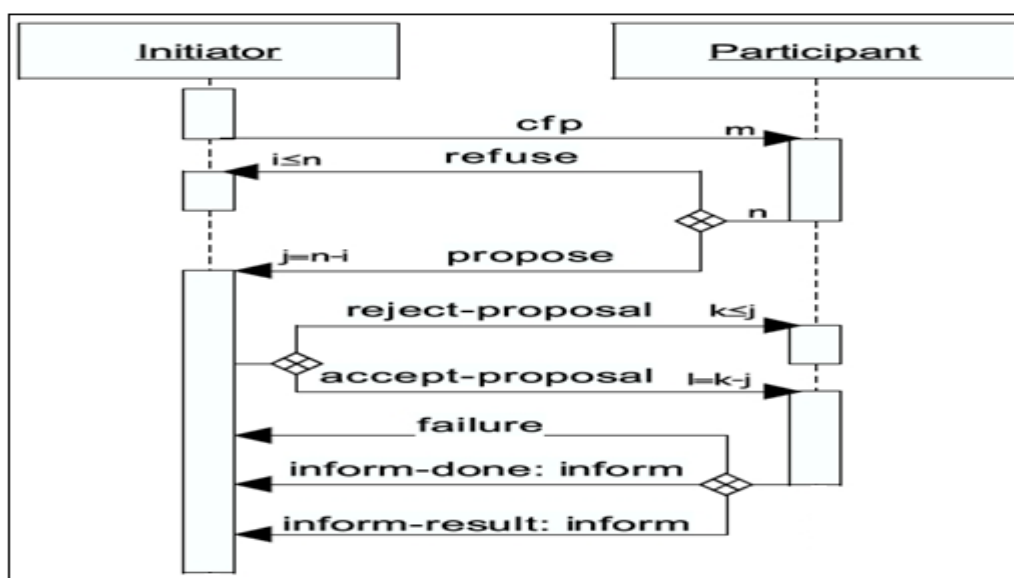 Initiator
Participant
cfp
m
i≤n
refuse
n
j=n-i
propose
reject-proposal
k≤j
accept-proposal
l=k-j
failure
inform-done: inform
inform-result: inform